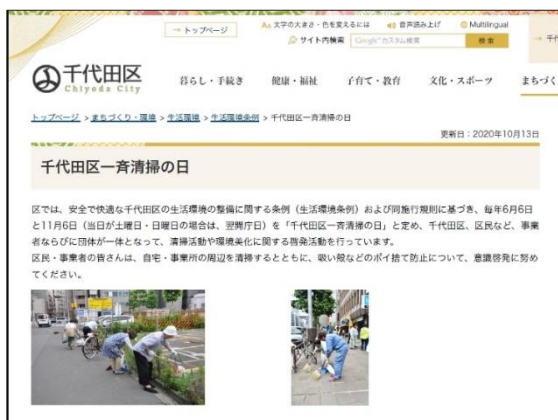 → トップページ
Aa 文字の大きさ・色を変えるには
音声読み上げ
Multilingual
サイト内検索
Google カスタム検索
検索
→ 千代
千代田区
Chiyoda City
暮らし・手続き
健康・福祉
子育て・教育
文化・スポーツ
まちづく
トップページ > まちづくり・環境 > 生活環境 > 生活環境条例 > 千代田区一斉清掃の日
更新日：2020年10月13日
千代田区一斉清掃の日
区では、安全で快適な千代田区の生活環境の整備に関する条例（生活環境条例）および同施行規則に基づき、毎年6月6日
と11月6日（当日が土曜日・日曜日の場合は、翌開庁日）を「千代田区一斉清掃の日」と定め、千代田区、区民など、事業
者ならびに団体が一体となって、清掃活動や環境美化に関する啓発活動を行っています。
区民・事業者の皆さんは、自宅・事業所の周辺を清掃するとともに、吸い殻などのポイ捨て防止について、意識啓発に努め
てください。